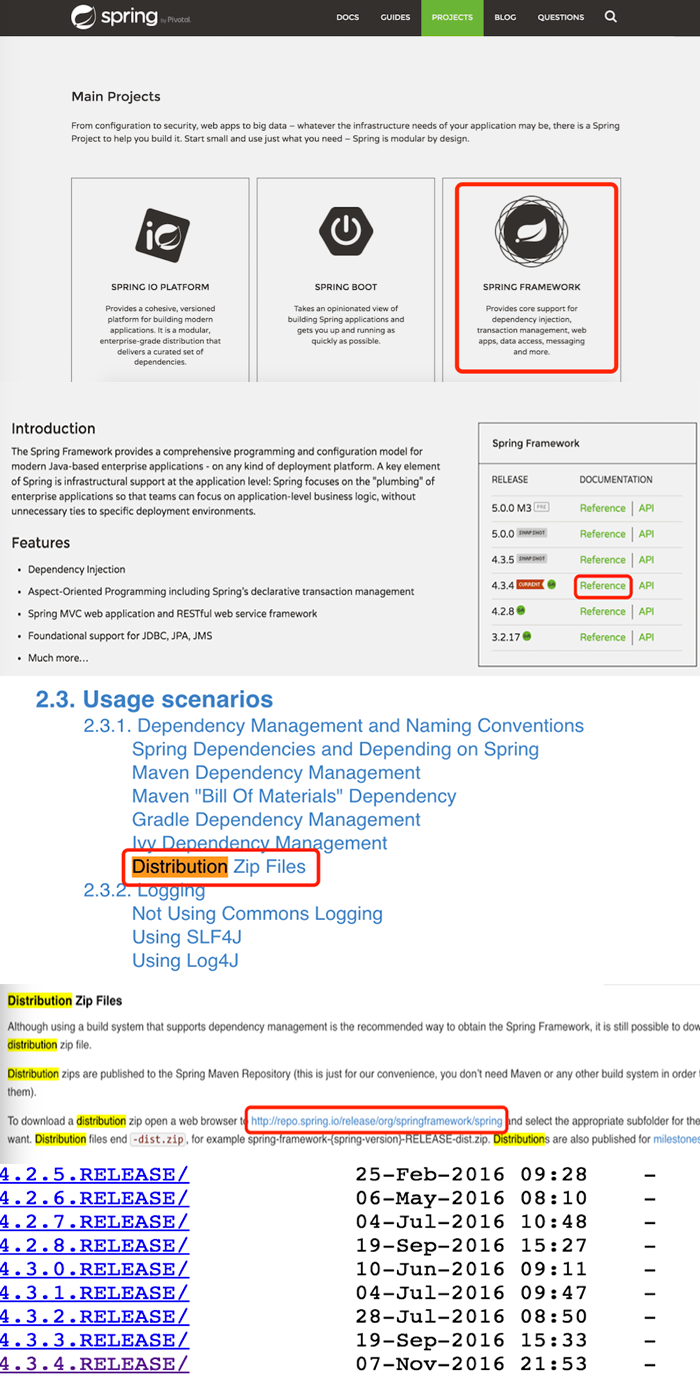 spring by Pivotal
DOCS GUIDES PROJECTS BLOG QUESTIONS
Main Projects
From configuration to security, web apps to big data – whatever the infrastructure needs of your application may be, there is a Spring
Project to help you build it. Start small and use just what you need – Spring is modular by design.
SPRING IO PLATFORM
Provides a cohesive, versioned
platform for building modern
applications. It is a modular,
enterprise-grade distribution that
delivers a curated set of
dependencies.
SPRING BOOT
Takes an opinionated view of
building Spring applications and
gets you up and running as
quickly as possible.
SPRING FRAMEWORK
Provides core support for
dependency injection,
transaction management, web
apps, data access, messaging
and more.
Introduction
The Spring Framework provides a comprehensive programming and configuration model for
modern Java-based enterprise applications - on any kind of deployment platform. A key element
of Spring is infrastructural support at the application level: Spring focuses on the "plumbing" of
enterprise applications so that teams can focus on application-level business logic, without
unnecessary ties to specific deployment environments.
Features
• Dependency Injection
• Aspect-Oriented Programming including Spring's declarative transaction management
• Spring MVC web application and RESTful web service framework
• Foundational support for JDBC, JPA, JMS
• Much more...
Spring Framework
RELEASE DOCUMENTATION
5.0.0 M3 PRE Reference | API
5.0.0 SNAPSHOT Reference | API
4.3.5 SNAPSHOT Reference | API
4.3.4 CURRENT GA Reference | API
4.2.8 GA Reference | API
3.2.17 GA Reference | API
2.3. Usage scenarios
2.3.1. Dependency Management and Naming Conventions
Spring Dependencies and Depending on Spring
Maven Dependency Management
Maven "Bill Of Materials" Dependency
Gradle Dependency Management
Ivy Dependency Management
Distribution Zip Files
2.3.2. Logging
Not Using Commons Logging
Using SLF4J
Using Log4J
Distribution Zip Files
Although using a build system that supports dependency management is the recommended way to obtain the Spring Framework, it is still possible to dow
distribution zip file.
Distribution zips are published to the Spring Maven Repository (this is just for our convenience, you don't need Maven or any other build system in order
them).
To download a distribution zip open a web browser to http://repo.spring.io/release/org/springframework/spring and select the appropriate subfolder for the
want. Distribution files end -dist.zip, for example spring-framework-{spring-version}-RELEASE-dist.zip. Distributions are also published for milestones
4.2.5.RELEASE/ 25-Feb-2016 09:28 -
4.2.6.RELEASE/ 06-May-2016 08:10 -
4.2.7.RELEASE/ 04-Jul-2016 10:48 -
4.2.8.RELEASE/ 19-Sep-2016 15:27 -
4.3.0.RELEASE/ 10-Jun-2016 09:11 -
4.3.1.RELEASE/ 04-Jul-2016 09:47 -
4.3.2.RELEASE/ 28-Jul-2016 08:50 -
4.3.3.RELEASE/ 19-Sep-2016 15:33 -
4.3.4.RELEASE/ 07-Nov-2016 21:53 -